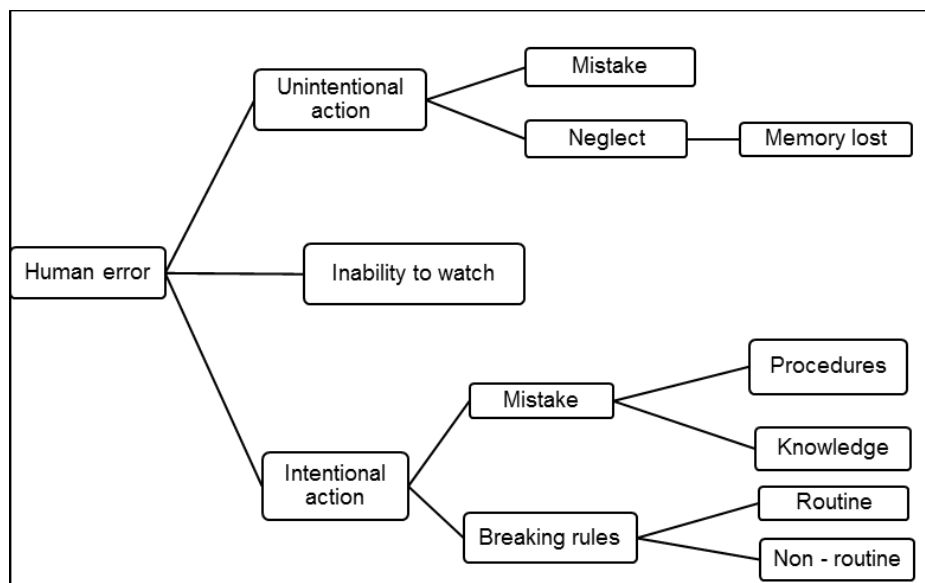 Human error
Unintentional
action
Mistake
Neglect
Memory lost
Inability to watch
Intentional
action
Mistake
Procedures
Knowledge
Breaking rules
Routine
Non - routine